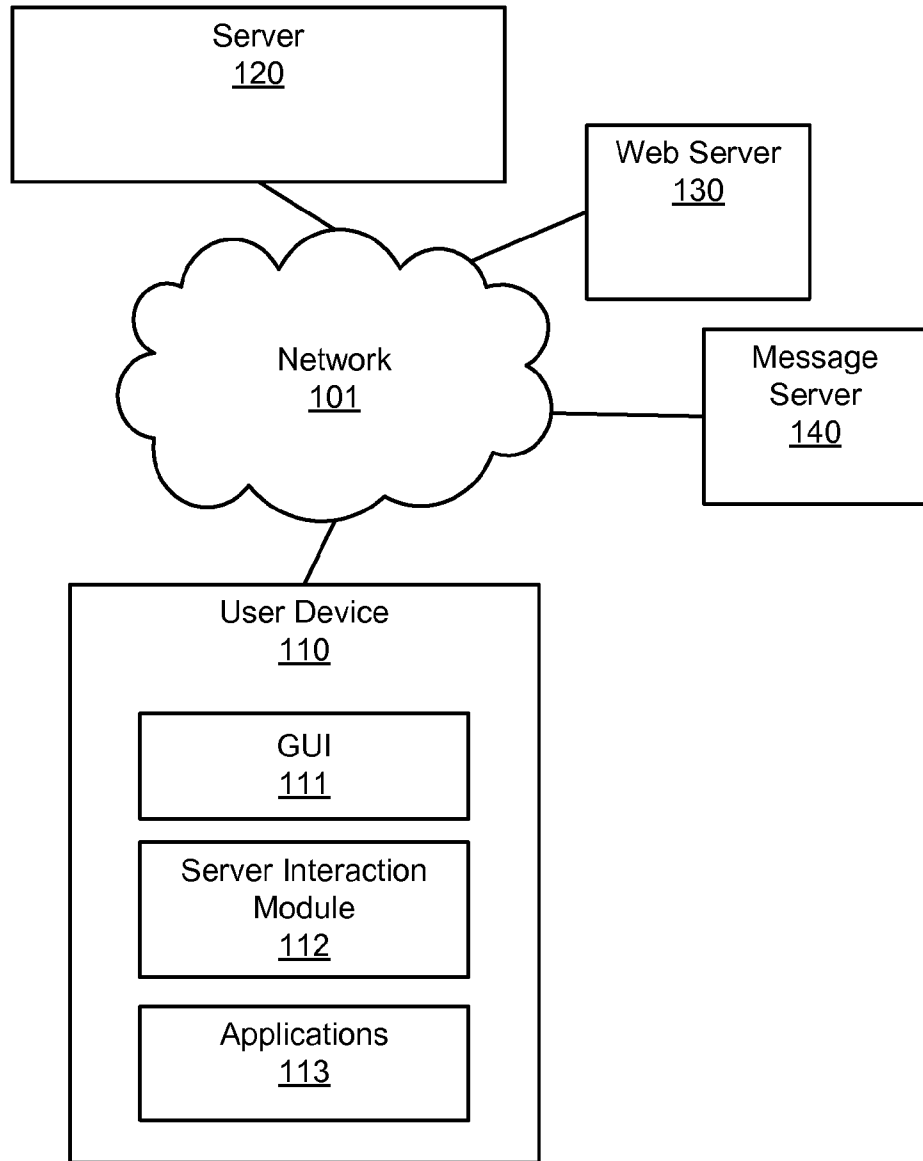 Server
120
Web Server
130
Network
101
Message
Server
140
User Device
110
GUI
111
Server Interaction
Module
112
Applications
113